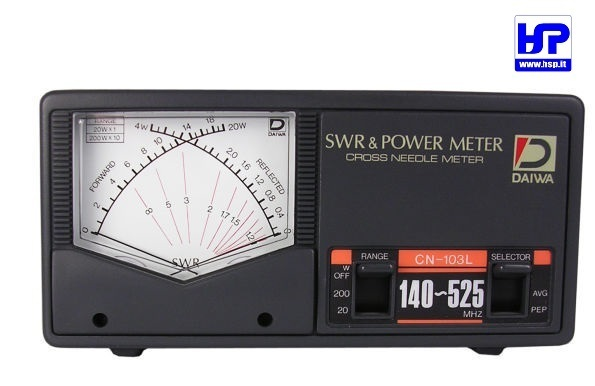 HSP
www.hsp.it
RANGE
20W X 1
200W X 10
DAIWA
4W 14 18 20W
0 2 4 6 8 10
FORWARD
REFLECTED
2.0 1.6 1.2 0.8 0.4 0
8 5 3 2 1.7 1.5 1.2
SWR
SWR & POWER METER
CROSS NEEDLE METER
DAIWA
RANGE
CN-103L
SELECTOR
W
OFF
200
20
140~525
MHZ
AVG
PEP